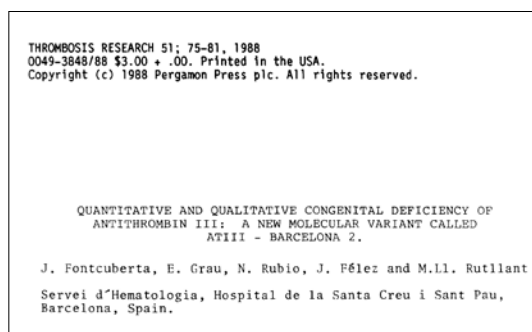 THROMBOSIS RESEARCH 51; 75-81, 1988
0049-3848/88 $3.00 + .00. Printed in the USA.
Copyright (c) 1988 Pergamon Press plc. All rights reserved.
QUANTITATIVE AND QUALITATIVE CONGENITAL DEFICIENCY OF
ANTITHROMBIN III: A NEW MOLECULAR VARIANT CALLED
ATIII - BARCELONA 2.
J. Fontcuberta, E. Grau, N. Rubio, J. Félez and M.Ll. Rutllant
Servei d´Hematologia, Hospital de la Santa Creu i Sant Pau,
Barcelona, Spain.